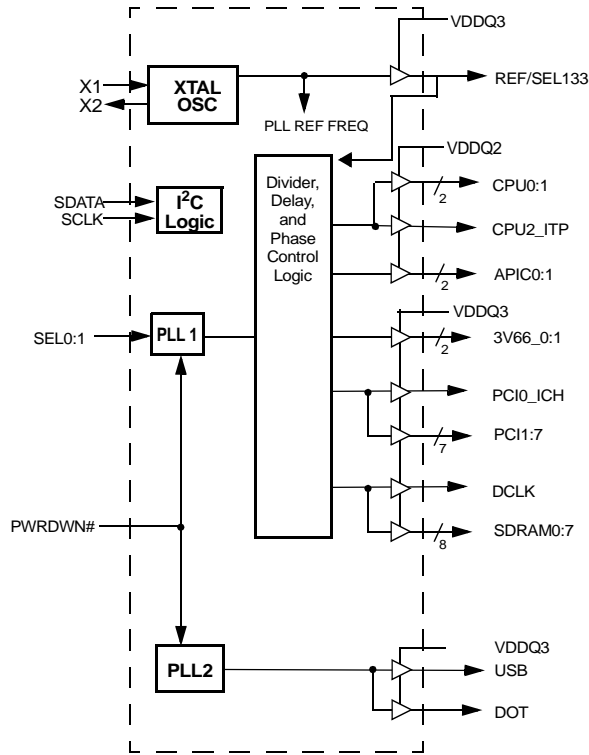 VDDQ3
X1
X2
XTAL
OSC
REF/SEL133
PLL REF FREQ
VDDQ2
SDATA
SCLK
I²C
Logic
Divider,
Delay,
and
Phase
Control
Logic
CPU0:1
2
CPU2_ITP
APIC0:1
2
VDDQ3
SEL0:1
PLL 1
3V66_0:1
2
PCI0_ICH
PCI1:7
7
DCLK
PWRDWN#
SDRAM0:7
8
VDDQ3
PLL2
USB
DOT